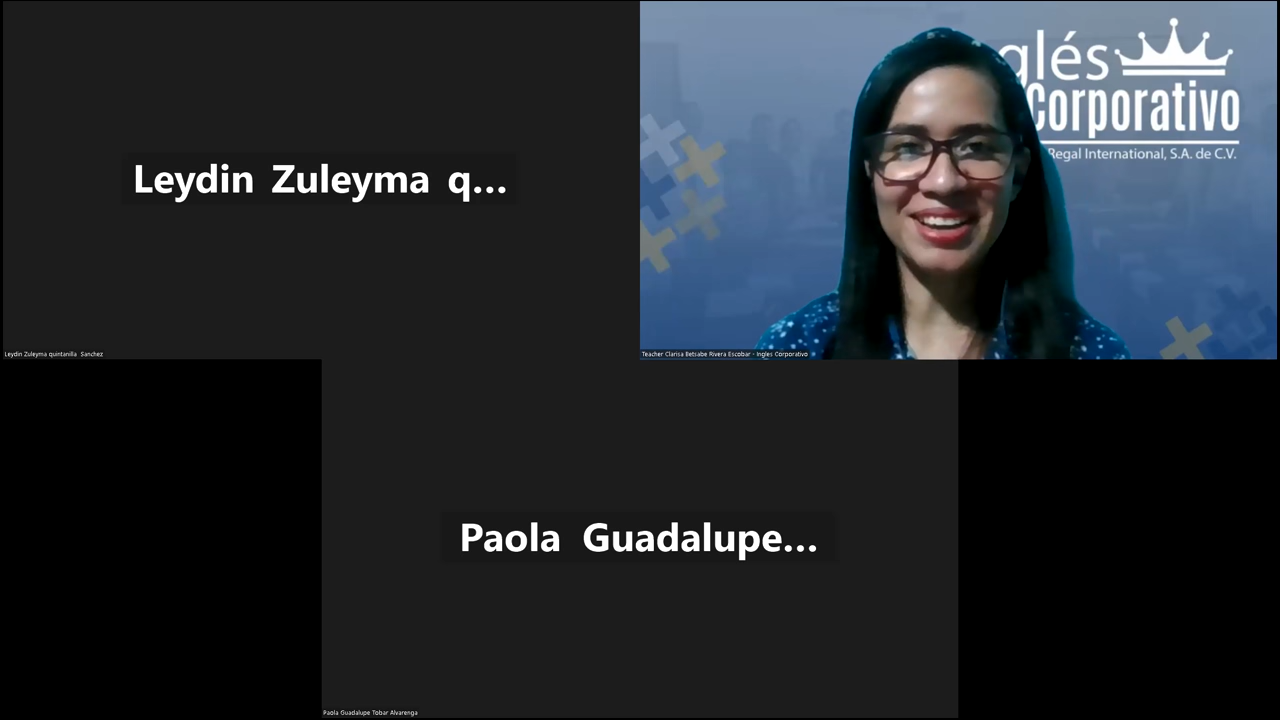 Leydin Zuleyma q...
Leydin Zuleyma quintanilla Sanchez
glés
Corporativo
Regal International, S.A. de C.V.
Teacher Clarisa Betsabe Rivera Escobar - Ingles Corporativo
Paola Guadalupe...
Paola Guadalupe Tobar Alvarenga